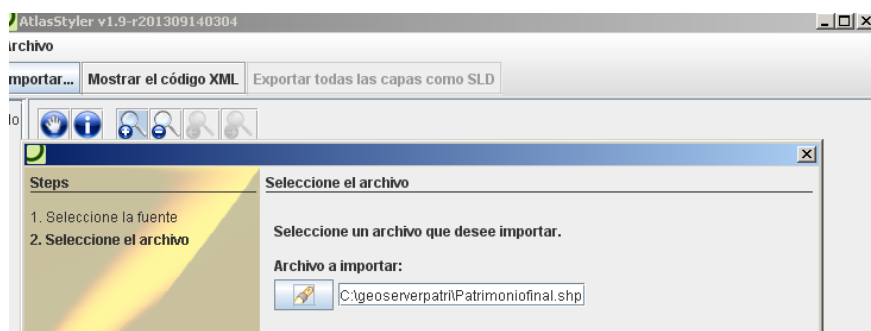 AtlasStyler v1.9-r201309140304
Archivo
mportar... Mostrar el código XML Exportar todas las capas como SLD
lo
Steps
1. Seleccione la fuente
2. Seleccione el archivo
Seleccione el archivo
Seleccione un archivo que desee importar.
Archivo a importar:
C:\geoserverpatri\Patrimoniofinal.shp